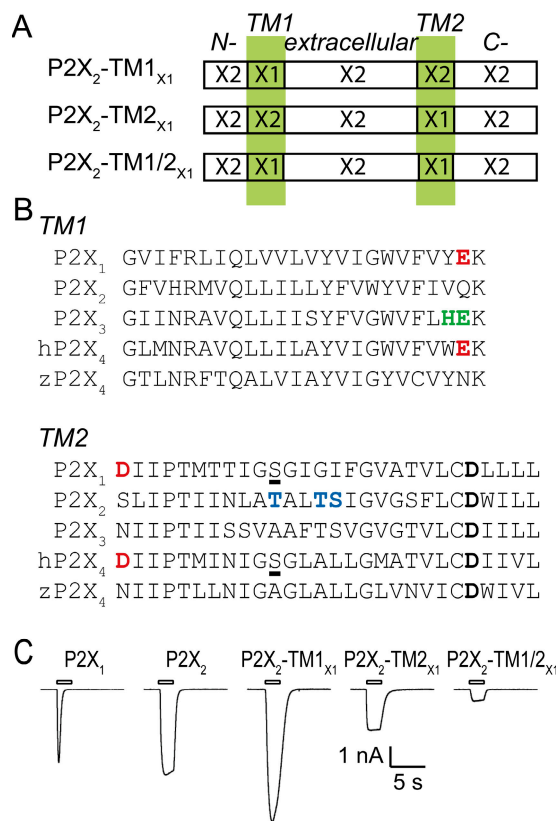 A
TM1 TM2
N- extracellular C-
P2X₂-TM1ₓ₁ X2 X1 X2 X2 X2
P2X₂-TM2ₓ₁ X2 X2 X2 X1 X2
P2X₂-TM1/2ₓ₁ X2 X1 X2 X1 X2
B
TM1
P2X₁ GVIFRLIQLVVLVYVIGWVFVYEK
P2X₂ GFVHRMVQLLILLYFVWYVFIVQK
P2X₃ GIINRAVQLLIISYFVGWVFLHEK
hP2X₄ GLMNRAVQLLILAYVIGWVFVWEK
zP2X₄ GTLNRFTQALVIAYVIGYVCVYNK
TM2
P2X₁ DIIPTMTTIGSGIGIFGVATVLCDLLLL
P2X₂ SLIPTIINLATALTSIGVGSFLCDWILL
P2X₃ NIIPTIISSVAAFTSVGVGTVLCDIILL
hP2X₄ DIIPTMINIGSGLALLGMATVLCDIIVL
zP2X₄ NIIPTLLNIGAGLALLGLVNVICDWIVL
C
P2X₁ P2X₂ P2X₂-TM1ₓ₁ P2X₂-TM2ₓ₁ P2X₂-TM1/2ₓ₁
1 nA
5 s